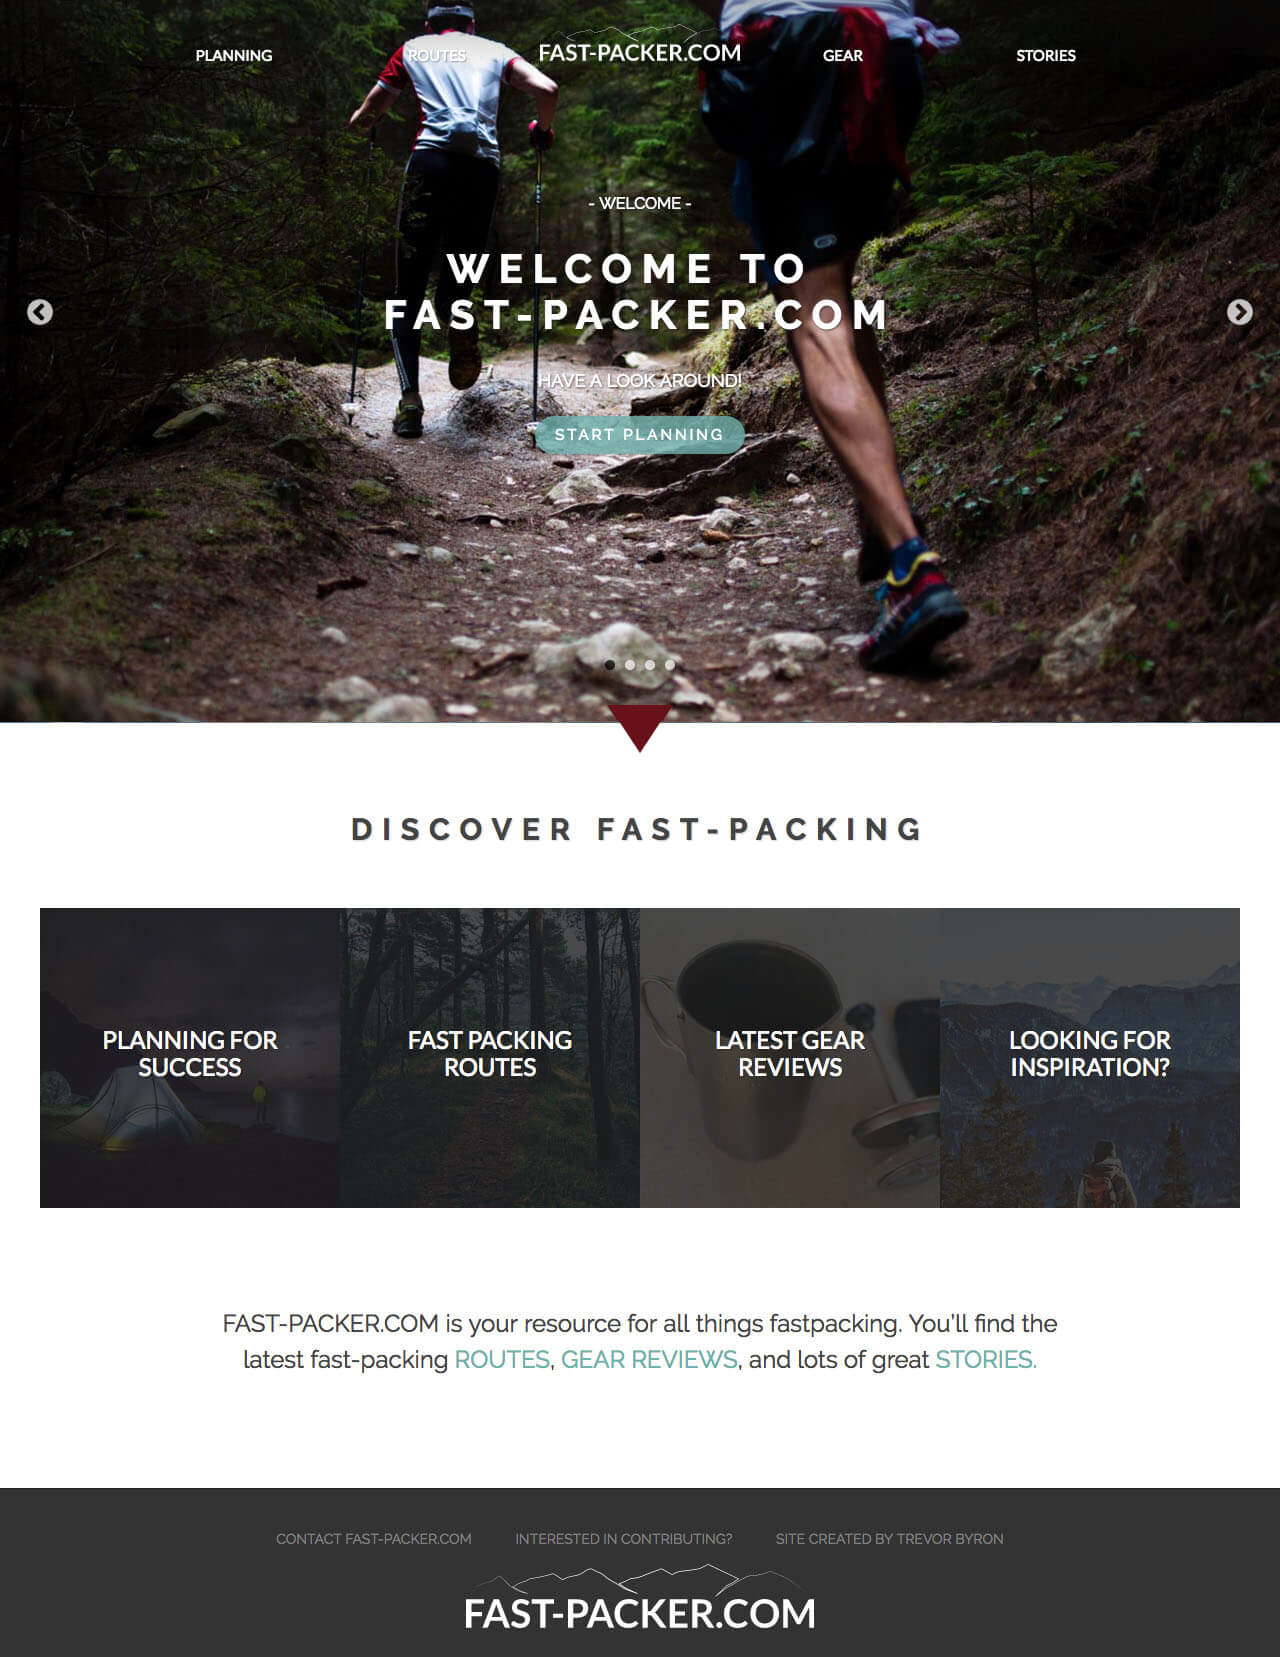 PLANNING
ROUTES
FAST-PACKER.COM
GEAR
STORIES
- WELCOME -
WELCOME TO
FAST-PACKER.COM
HAVE A LOOK AROUND!
START PLANNING
DISCOVER FAST-PACKING
PLANNING FOR
SUCCESS
FAST PACKING
ROUTES
LATEST GEAR
REVIEWS
LOOKING FOR
INSPIRATION?
FAST-PACKER.COM is your resource for all things fastpacking. You'll find the
latest fast-packing ROUTES, GEAR REVIEWS, and lots of great STORIES.
CONTACT FAST-PACKER.COM
INTERESTED IN CONTRIBUTING?
SITE CREATED BY TREVOR BYRON
FAST-PACKER.COM